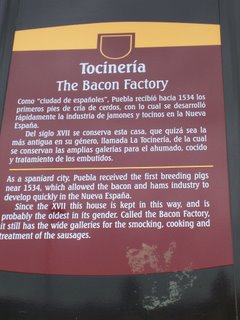 Tocinería
The Bacon Factory
Como "ciudad de españoles", Puebla recibió hacia 1534 los
primeros pies de cría de cerdos, con lo cual se desarrolló
rápidamente la industria de jamones y tocinos en la Nueva
España.
Del siglo XVII se conserva esta casa, que quizá sea la
más antigua en su género, llamada La Tocinería, de la cual
se conservan las amplias galerías para el ahumado, cocido
y tratamiento de los embutidos.
As a spaniard city, Puebla received the first breeding pigs
near 1534, which allowed the bacon and hams industry to
develop quickly in the Nueva España.
Since the XVII this house is kept in this way, and is
probably the oldest in its gender. Called the Bacon Factory,
it still has the wide galleries for the smocking, cooking and
treatment of the sausages.